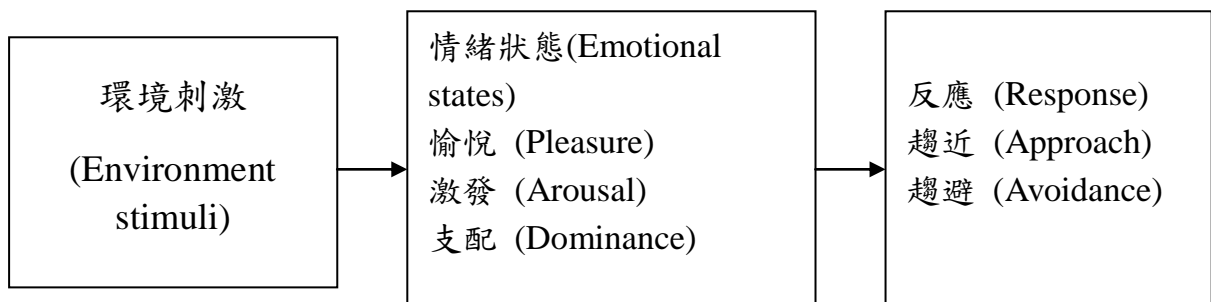 環境刺激
(Environment
stimuli)
情緒狀態(Emotional
states)
愉悅 (Pleasure)
激發 (Arousal)
支配 (Dominance)
反應 (Response)
趨近 (Approach)
趨避 (Avoidance)